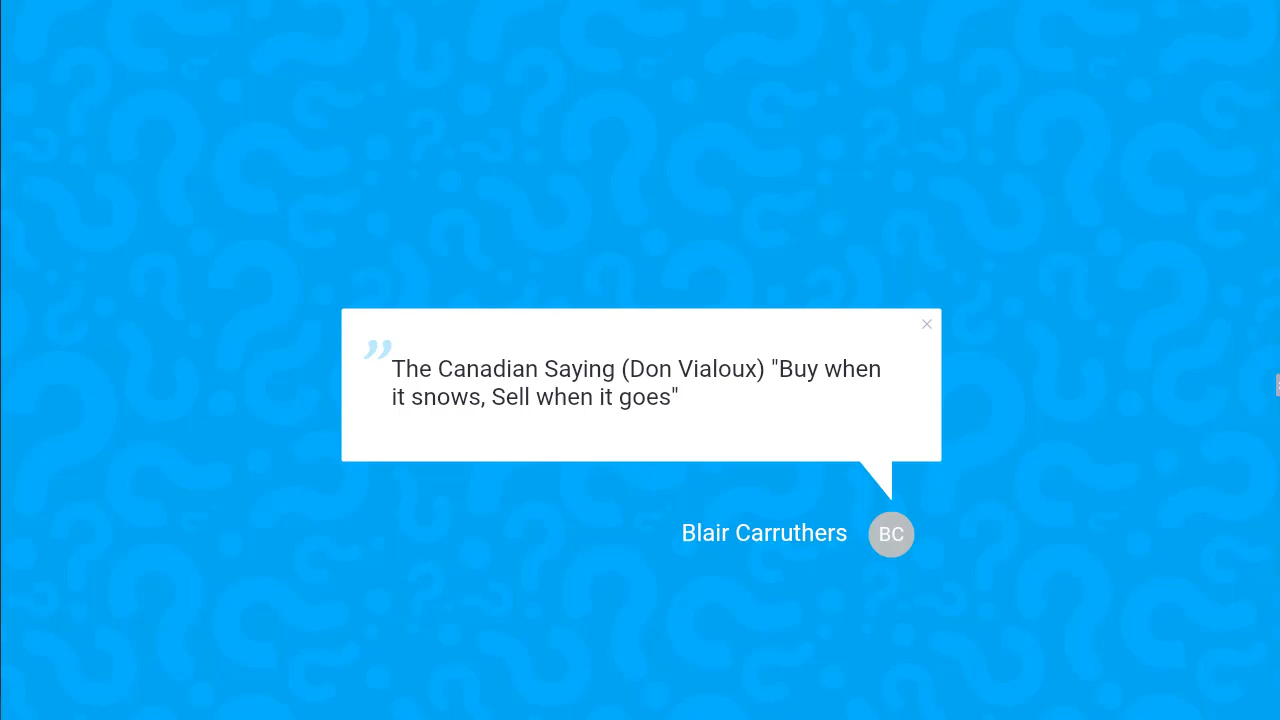 The Canadian Saying (Don Vialoux) "Buy when
it snows, Sell when it goes"
Blair Carruthers
BC